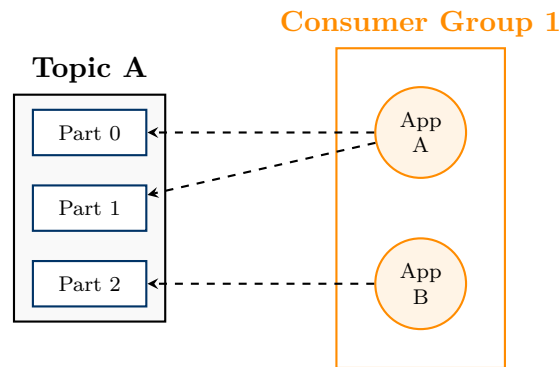 Consumer Group 1
Topic A
Part 0
Part 1
Part 2
App
A
App
B